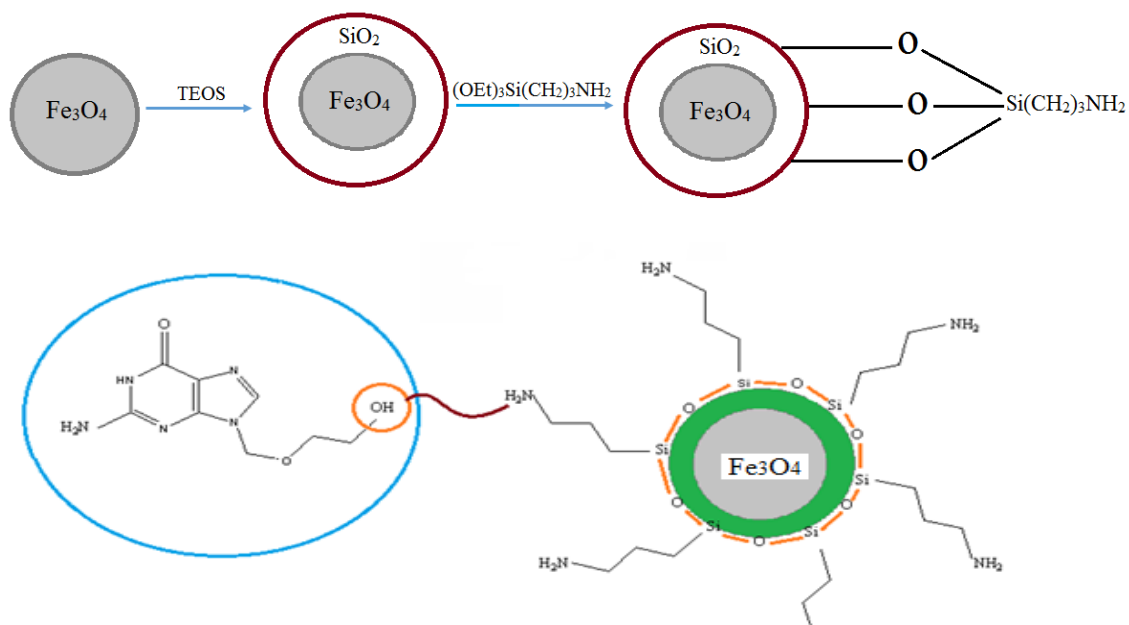 SiO₂
SiO₂
O
Fe₃O₄
TEOS
Fe₃O₄
(OEt)₃Si(CH₂)₃NH₂
Fe₃O₄
O
Si(CH₂)₃NH₂
O
H₂N
O
NH₂
HN
N
Si
O
H₂N
N
N
OH
H₂N
O
Si
O
O
Si
Fe₃O₄
Si
O
Si
O
Si
O
H₂N
NH₂